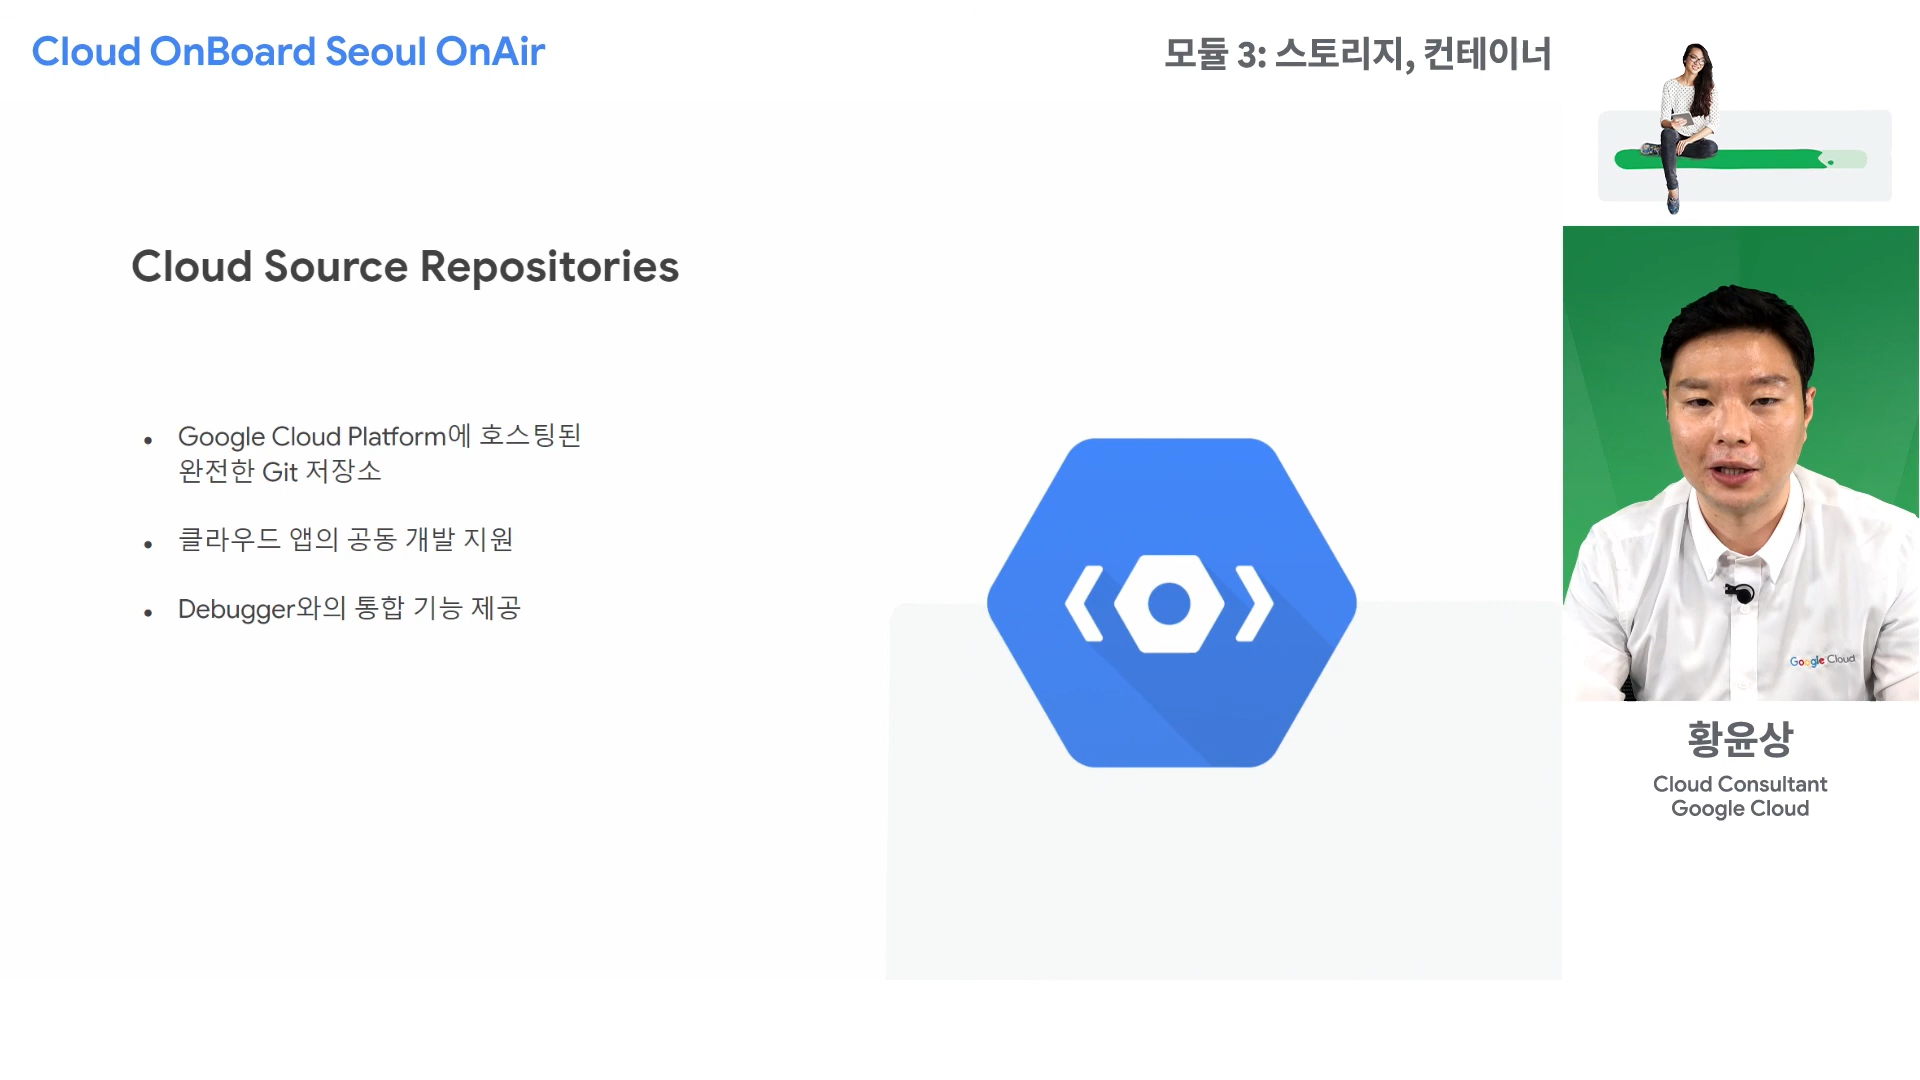 Cloud OnBoard Seoul OnAir
모듈 3: 스토리지, 컨테이너
Cloud Source Repositories
• Google Cloud Platform에 호스팅된
완전한 Git 저장소
• 클라우드 앱의 공동 개발 지원
• Debugger와의 통합 기능 제공
Google Cloud
황윤상
Cloud Consultant
Google Cloud